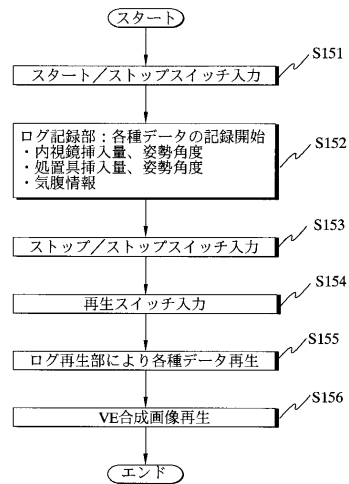 スタート
S151
スタート／ストップスイッチ入力
S152
ログ記録部：各種データの記録開始
・内視鏡挿入量、姿勢角度
・処置具挿入量、姿勢角度
・気腹情報
S153
ストップ／ストップスイッチ入力
S154
再生スイッチ入力
S155
ログ再生部により各種データ再生
S156
VE合成画像再生
エンド